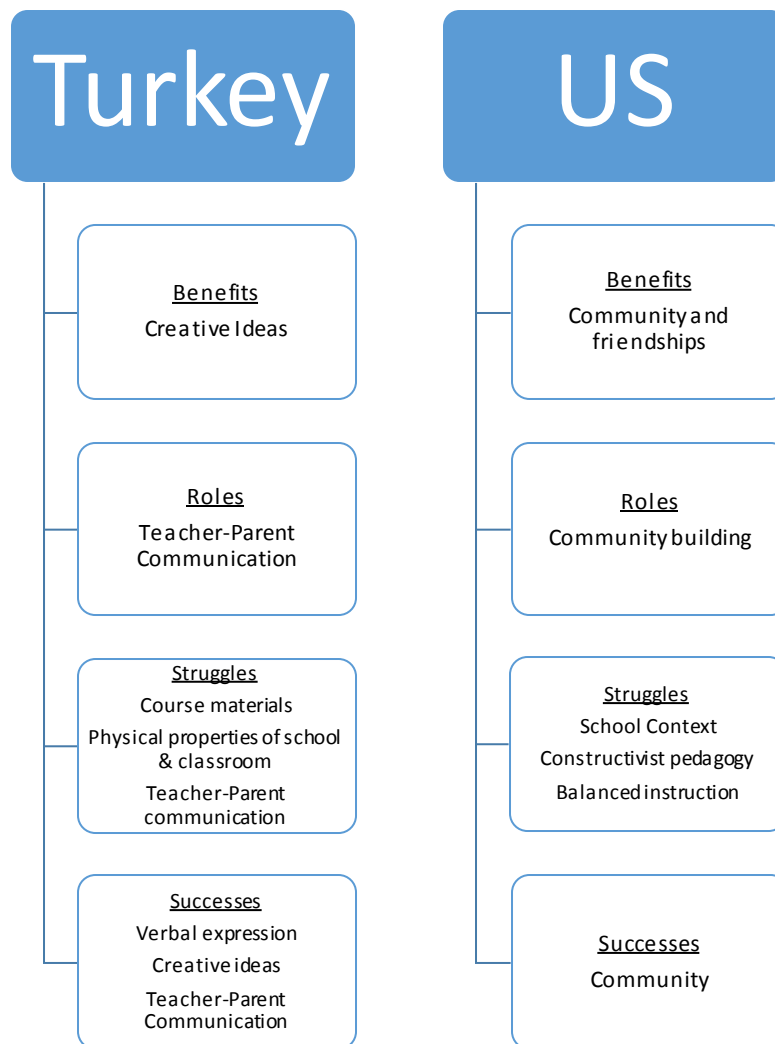 Turkey
Benefits
Creative Ideas
Roles
Teacher-Parent
Communication
Struggles
Course materials
Physical properties of school
& classroom
Teacher-Parent
communication
Successes
Verbal expression
Creative ideas
Teacher-Parent
Communication
US
Benefits
Community and
friendships
Roles
Community building
Struggles
School Context
Constructivist pedagogy
Balanced instruction
Successes
Community